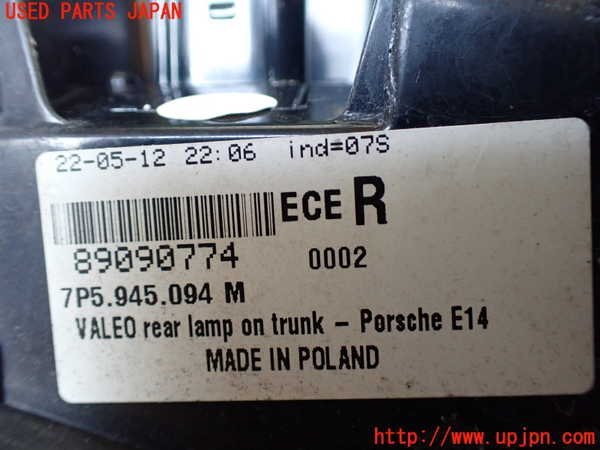 USED PARTS JAPAN
22-05-12 22:06 ind=07S
ECE R
89090774 0002
7P5.945.094 M
VALEO rear lamp on trunk - Porsche E14
MADE IN POLAND
http://www.upjpn.com/